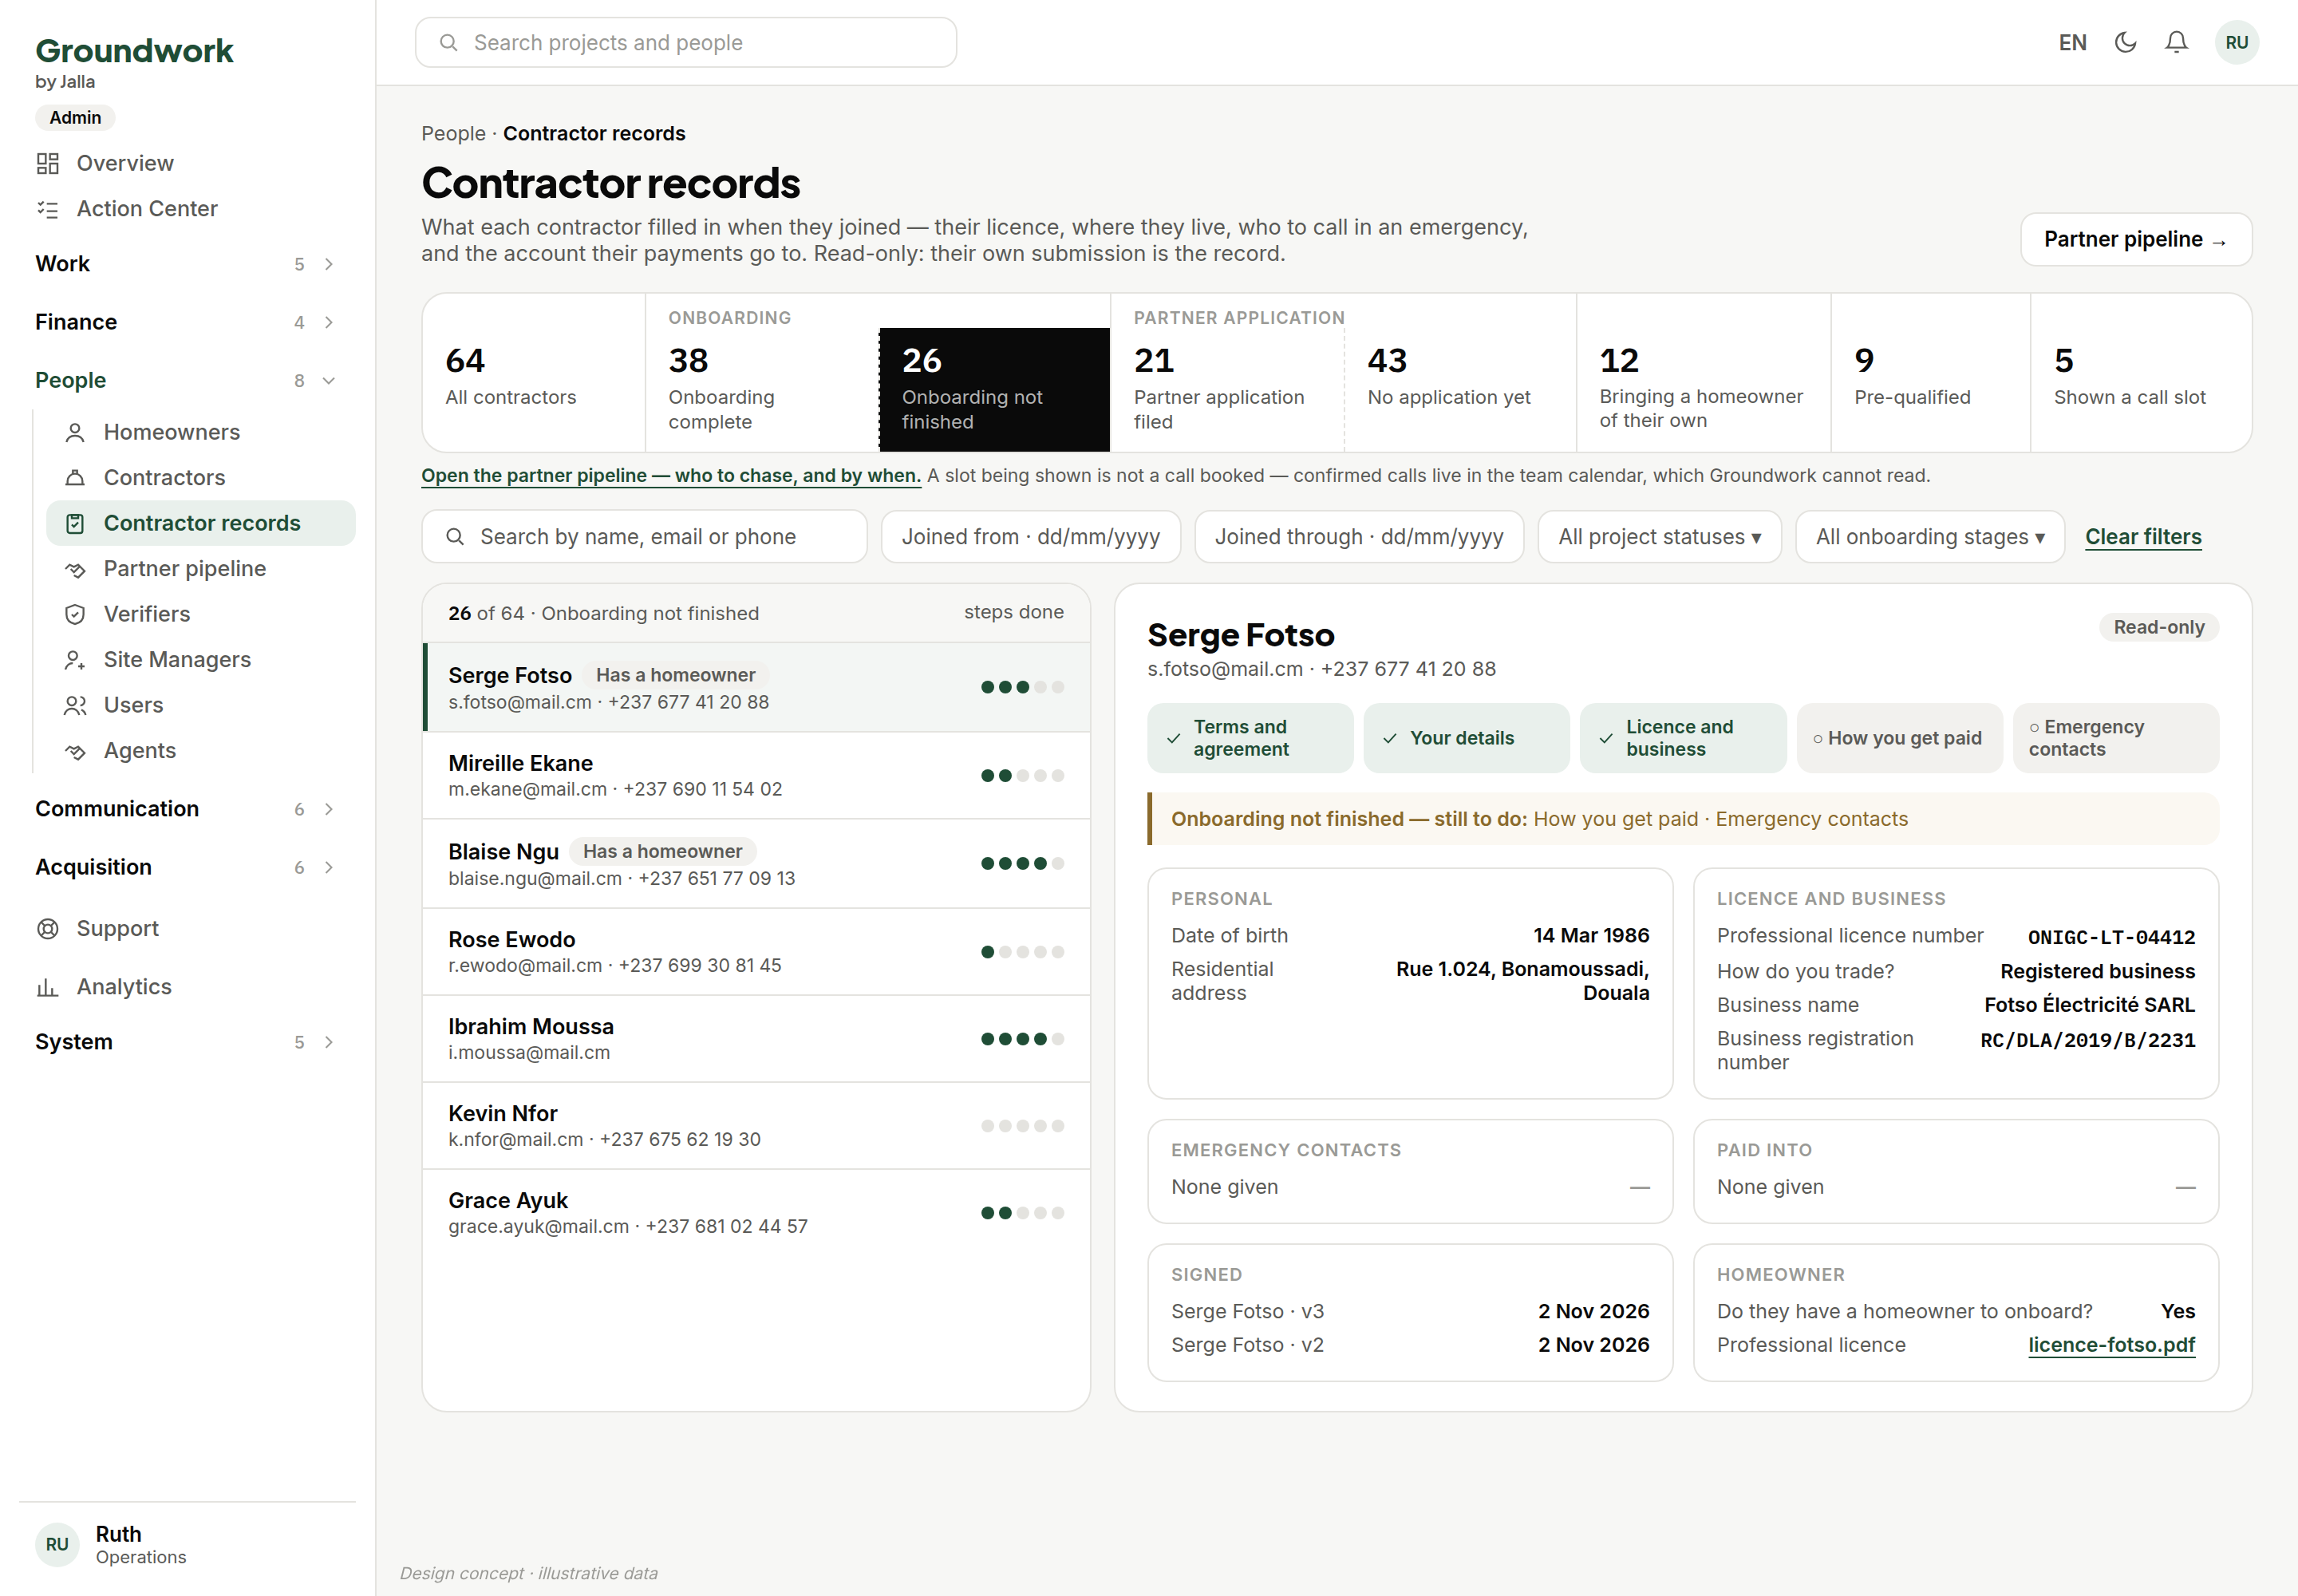 Groundwork
by Jalla
Admin
Overview
Action Center
Work 5
Finance 4
People 8
Homeowners
Contractors
Contractor records
Partner pipeline
Verifiers
Site Managers
Users
Agents
Communication 6
Acquisition 6
Support
Analytics
System 5
RU
Ruth
Operations
Search projects and people
EN
RU
People · Contractor records
Contractor records
What each contractor filled in when they joined — their licence, where they live, who to call in an emergency,
and the account their payments go to. Read-only: their own submission is the record.
Partner pipeline →
64
All contractors
ONBOARDING
38
Onboarding
complete
26
Onboarding not
finished
PARTNER APPLICATION
21
Partner application
filed
43
No application yet
12
Bringing a homeowner
of their own
9
Pre-qualified
5
Shown a call slot
Open the partner pipeline — who to chase, and by when. A slot being shown is not a call booked — confirmed calls live in the team calendar, which Groundwork cannot read.
Search by name, email or phone
Joined from · dd/mm/yyyy
Joined through · dd/mm/yyyy
All project statuses ▾
All onboarding stages ▾
Clear filters
26 of 64 · Onboarding not finished
steps done
Serge Fotso Has a homeowner
s.fotso@mail.cm · +237 677 41 20 88
Mireille Ekane
m.ekane@mail.cm · +237 690 11 54 02
Blaise Ngu Has a homeowner
blaise.ngu@mail.cm · +237 651 77 09 13
Rose Ewodo
r.ewodo@mail.cm · +237 699 30 81 45
Ibrahim Moussa
i.moussa@mail.cm
Kevin Nfor
k.nfor@mail.cm · +237 675 62 19 30
Grace Ayuk
grace.ayuk@mail.cm · +237 681 02 44 57
Serge Fotso
Read-only
s.fotso@mail.cm · +237 677 41 20 88
✓ Terms and
agreement
✓ Your details
✓ Licence and
business
○ How you get paid
○ Emergency
contacts
Onboarding not finished — still to do: How you get paid · Emergency contacts
PERSONAL
Date of birth 14 Mar 1986
Residential
address
Rue 1.024, Bonamoussadi,
Douala
LICENCE AND BUSINESS
Professional licence number ONIGC-LT-04412
How do you trade? Registered business
Business name Fotso Électricité SARL
Business registration
number
RC/DLA/2019/B/2231
EMERGENCY CONTACTS
None given —
PAID INTO
None given —
SIGNED
Serge Fotso · v3 2 Nov 2026
Serge Fotso · v2 2 Nov 2026
HOMEOWNER
Do they have a homeowner to onboard? Yes
Professional licence licence-fotso.pdf
Design concept · illustrative data